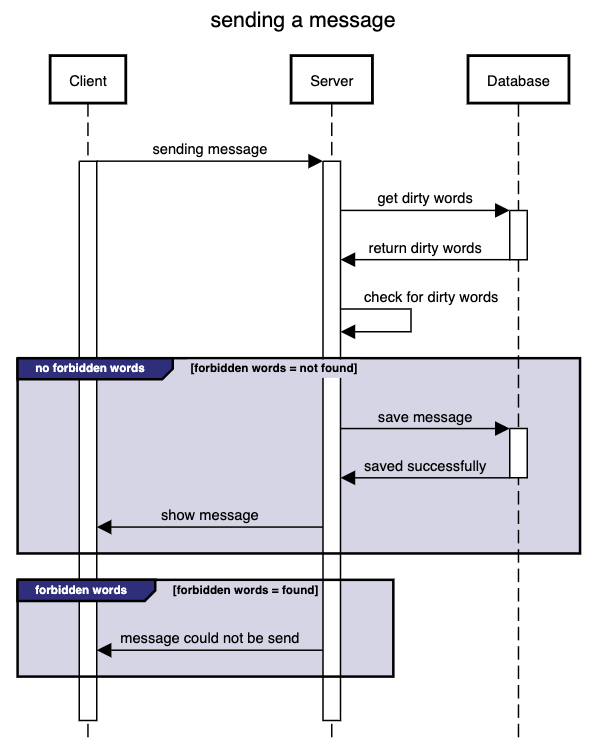 sending a message
Client
Server
Database
sending message
get dirty words
return dirty words
check for dirty words
no forbidden words
[forbidden words = not found]
save message
saved successfully
show message
forbidden words
[forbidden words = found]
message could not be send